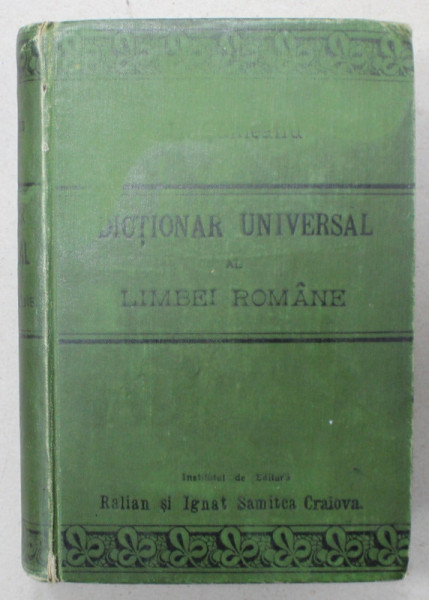 DICȚIONAR UNIVERSAL
AL
LIMBEI ROMÂNE
Institutul de Editură
Ralian și Ignat Samitca Craiova.